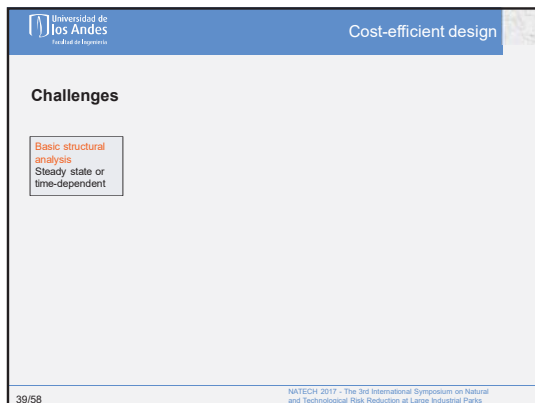 Universidad de
los Andes
Facultad de Ingeniería
Cost-efficient design
Challenges
Basic structural
analysis
Steady state or
time-dependent
39/58
NATECH 2017 - The 3rd International Symposium on Natural
and Technological Risk Reduction at Large Industrial Parks